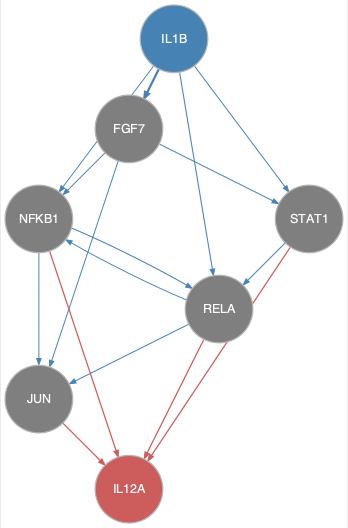 IL1B
FGF7
NFKB1
STAT1
RELA
JUN
IL12A